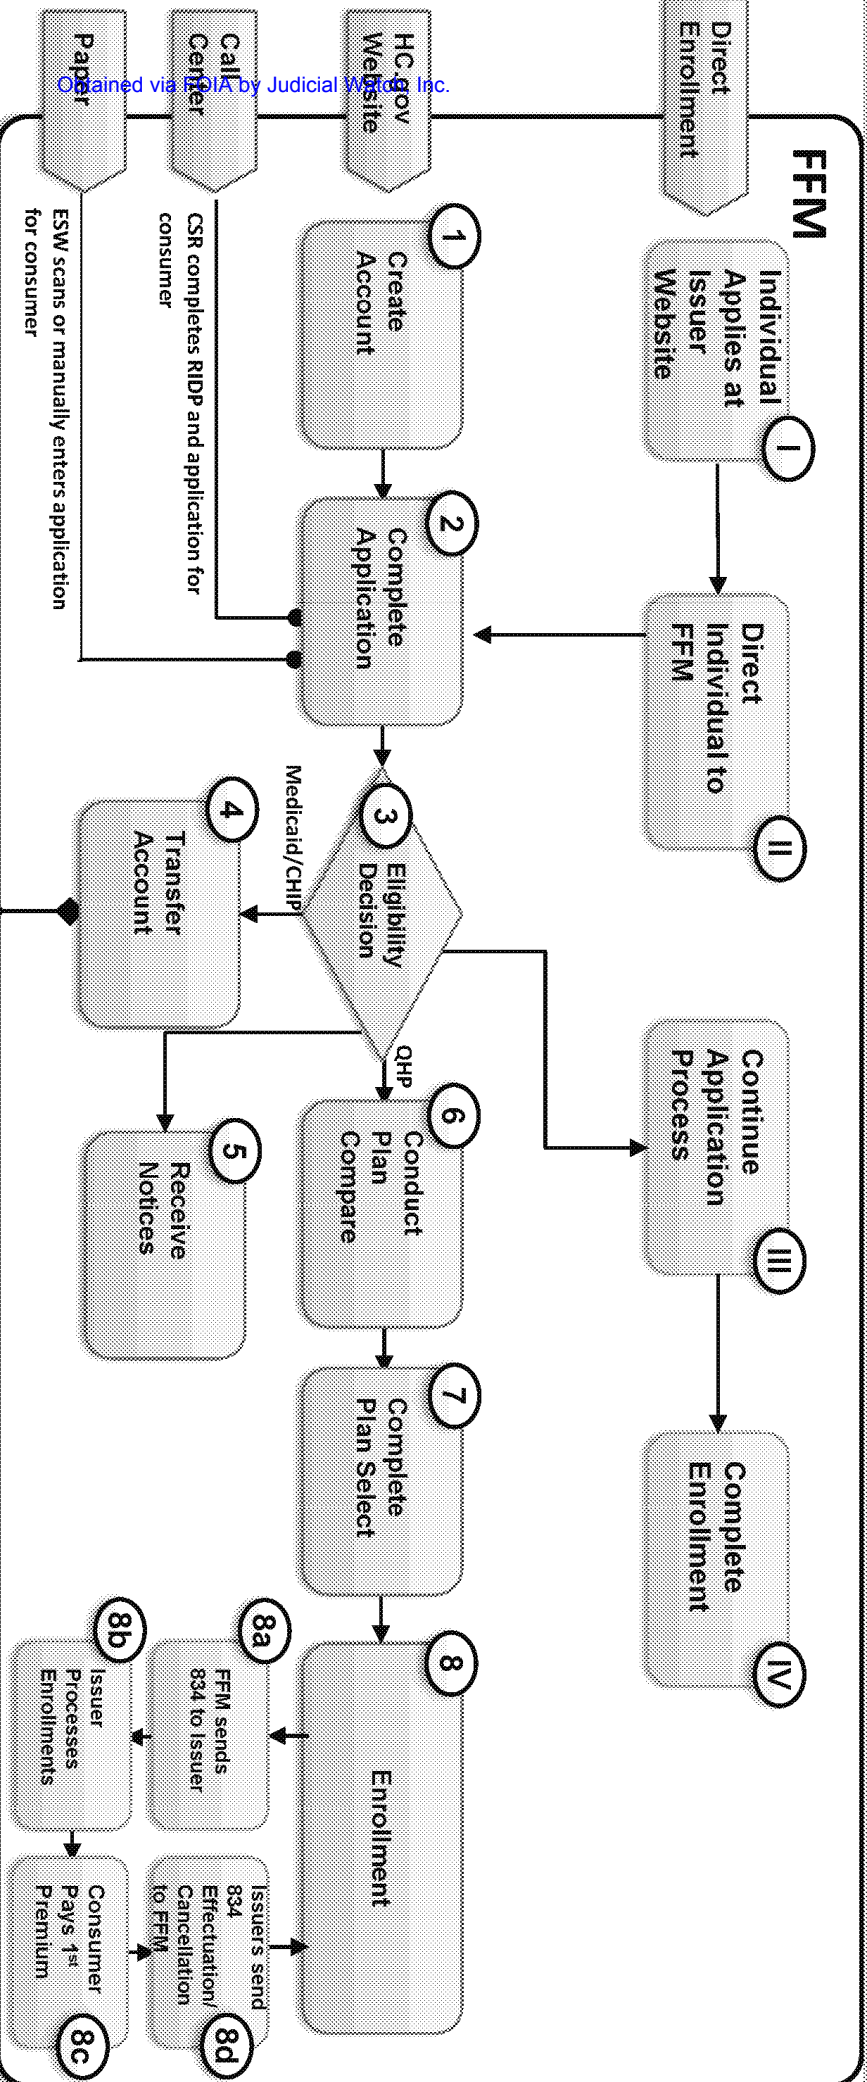 FFM
Direct
Enrollment
Individual
Applies at
Issuer
Website
I
Direct
Individual to
FFM
II
Continue
Application
Process
III
Complete
Enrollment
IV
HC.gov
Website
1
Create
Account
2
Complete
Application
3
Eligibility
Decision
QHP
6
Conduct
Plan
Compare
7
Complete
Plan Select
8
Enrollment
Call
Center
CSR completes RIDP and application for
consumer
Medicaid/CHIP
4
Transfer
Account
5
Receive
Notices
8a
FFM sends
834 to Issuer
Issuers send
834
Effectuation/
Cancellation
to FFM
8d
Paper
ESW scans or manually enters application
for consumer
8b
Issuer
Processes
Enrollments
Consumer
Pays 1st
Premium
8c
Obtained via FOIA by Judicial Watch, Inc.